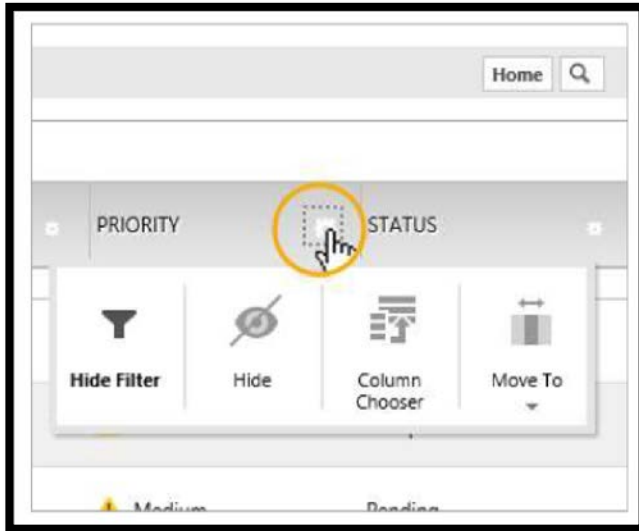 Home
PRIORITY STATUS
Hide Filter Hide Column Chooser Move To
Medium Pending